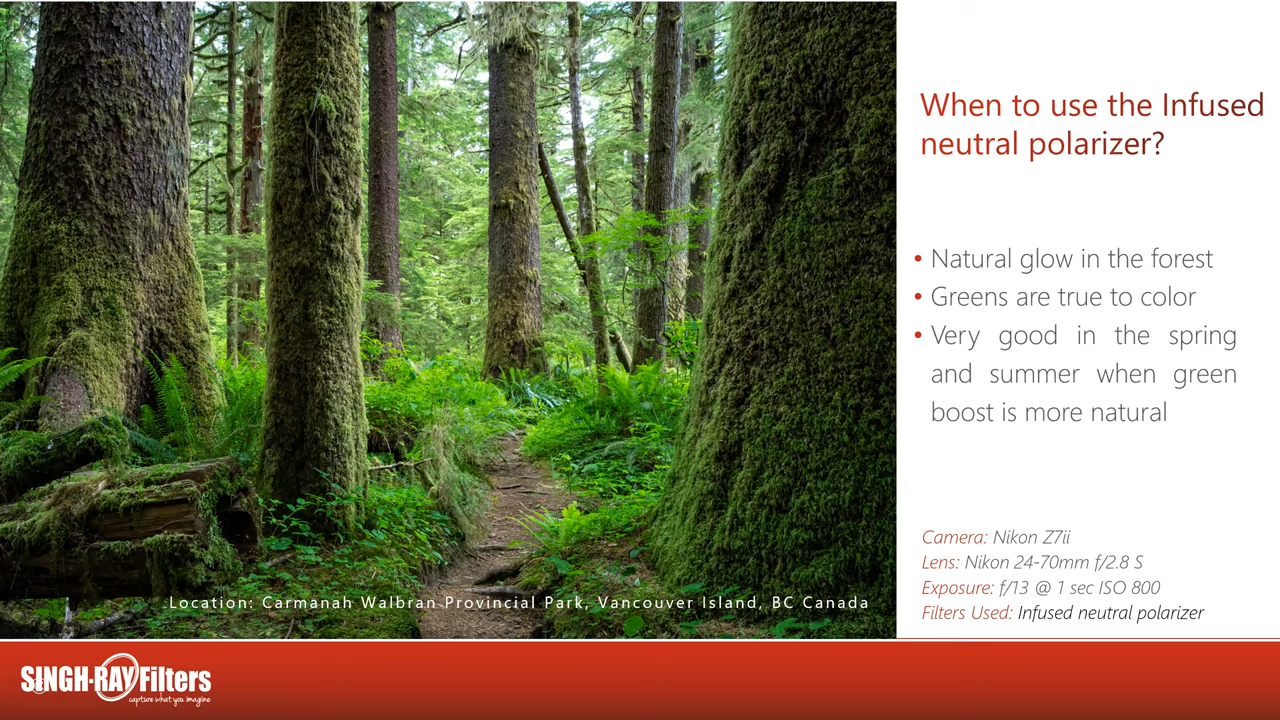 When to use the Infused
neutral polarizer?
• Natural glow in the forest
• Greens are true to color
• Very good in the spring
and summer when green
boost is more natural
Camera: Nikon Z7ii
Lens: Nikon 24-70mm f/2.8 S
Exposure: f/13 @ 1 sec ISO 800
Filters Used: Infused neutral polarizer
Location: Carmanah Walbran Provincial Park, Vancouver Island, BC Canada
SINGH-RAY Filters
capture what you imagine